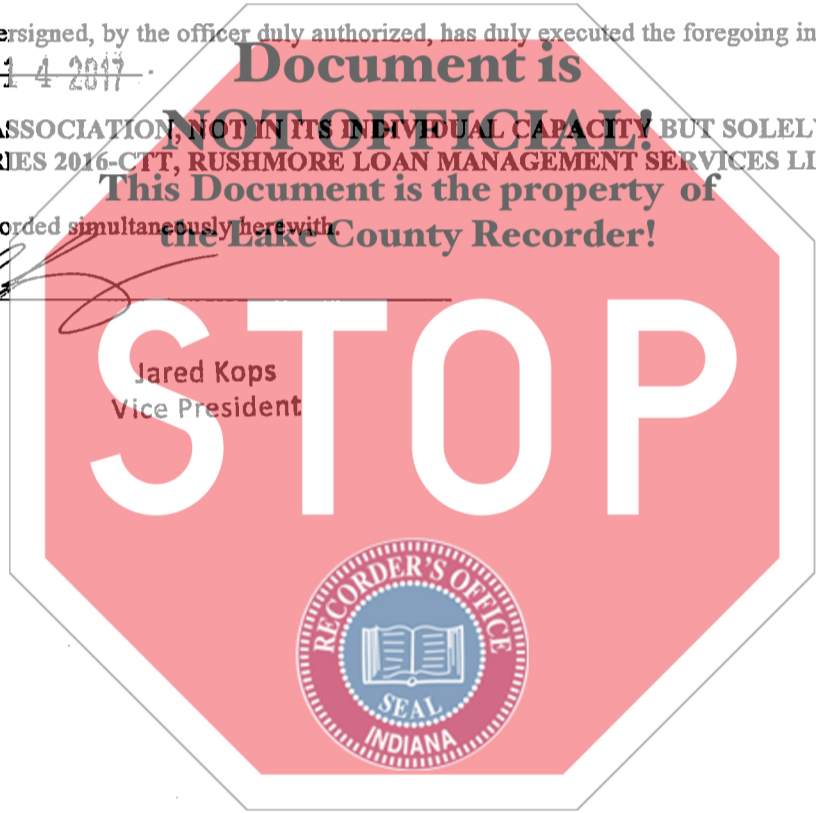 ersigned, by the officer duly authorized, has duly executed the foregoing in
1 4 2017
Document is
NOT OFFICIAL!
ASSOCIATION, NOT IN ITS INDIVIDUAL CAPACITY BUT SOLELY
RIES 2016-CTT, RUSHMORE LOAN MANAGEMENT SERVICES
This Document is the property of
orded simultaneously herewith.
the Lake County Recorder!
STOP
Jared Kops
Vice President
RECORDER'S OFFICE
SEAL
INDIANA